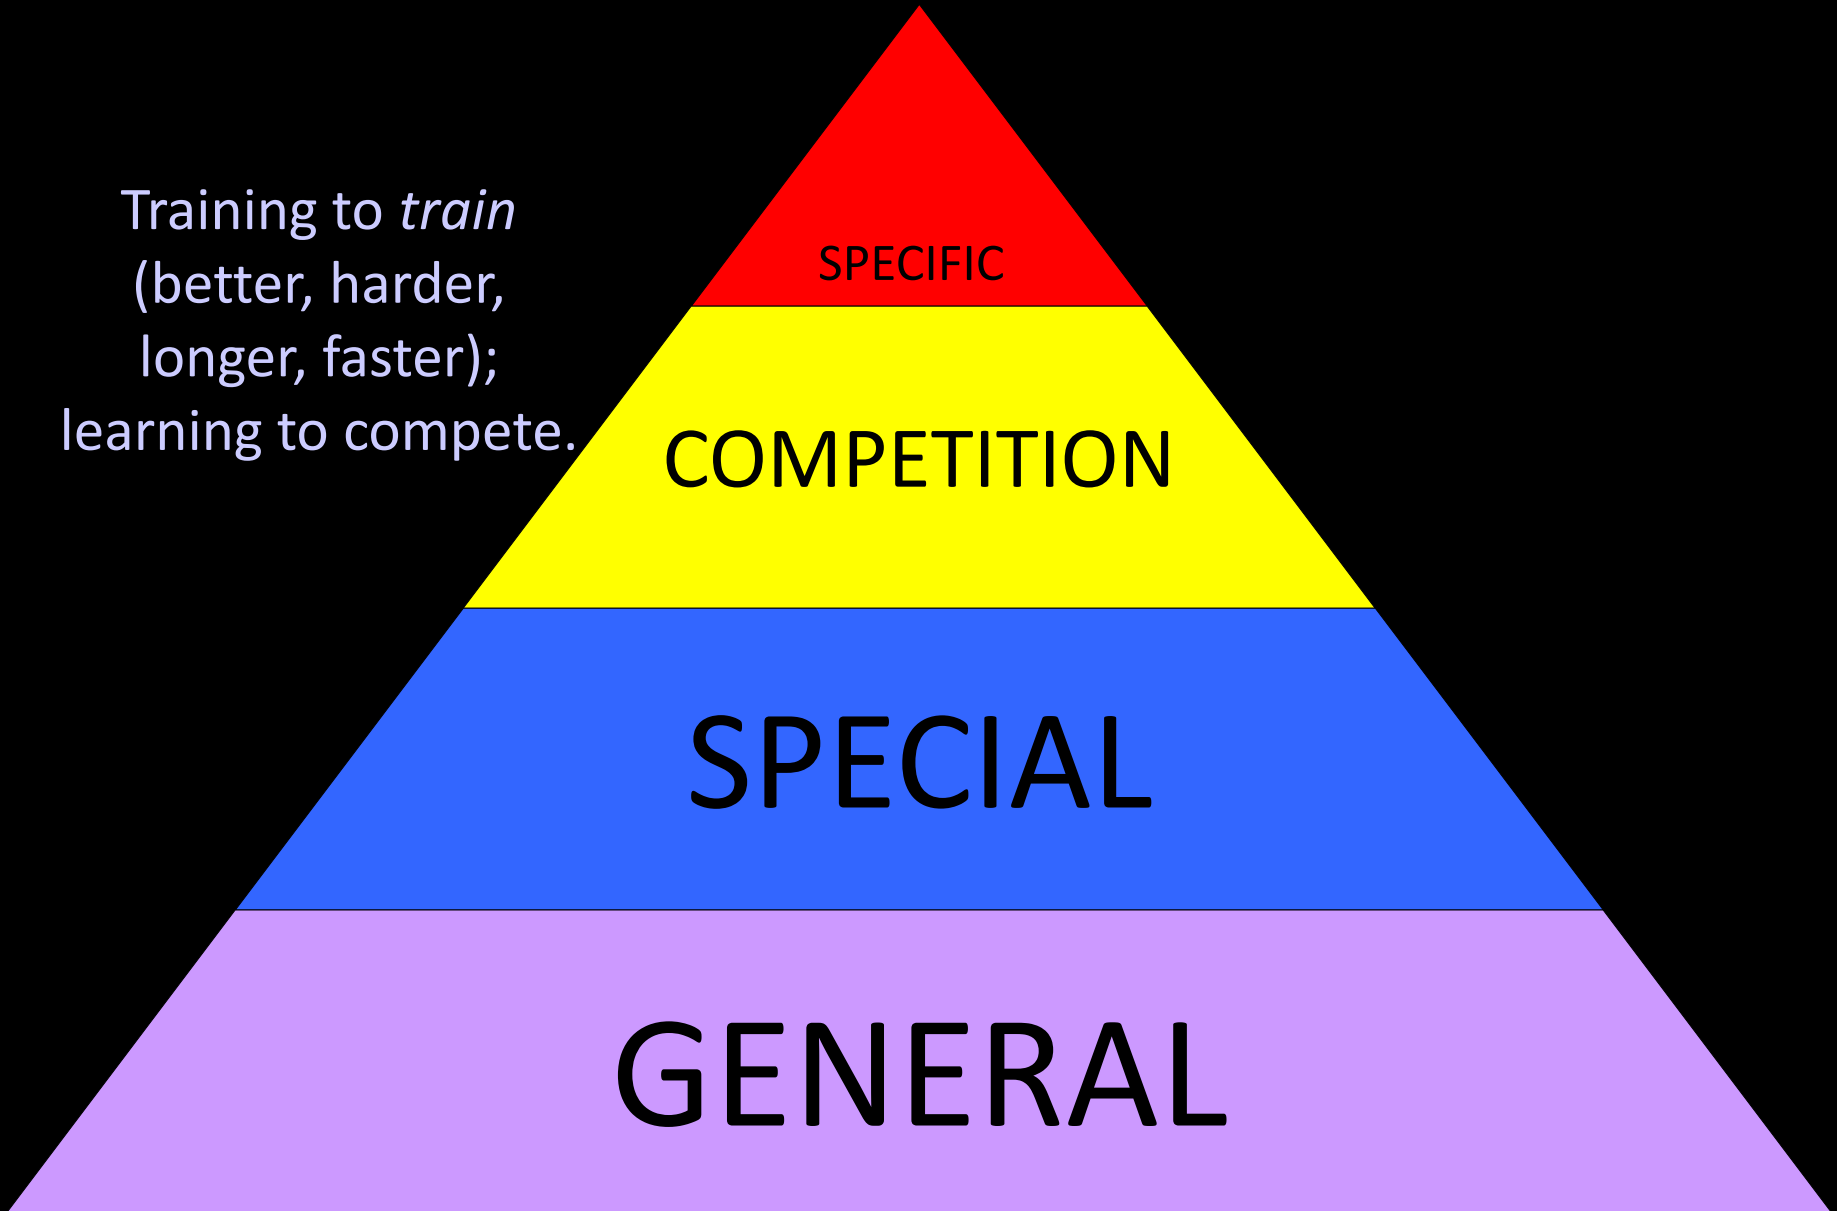 Training to train
(better, harder,
longer, faster);
learning to compete.
SPECIFIC
COMPETITION
SPECIAL
GENERAL